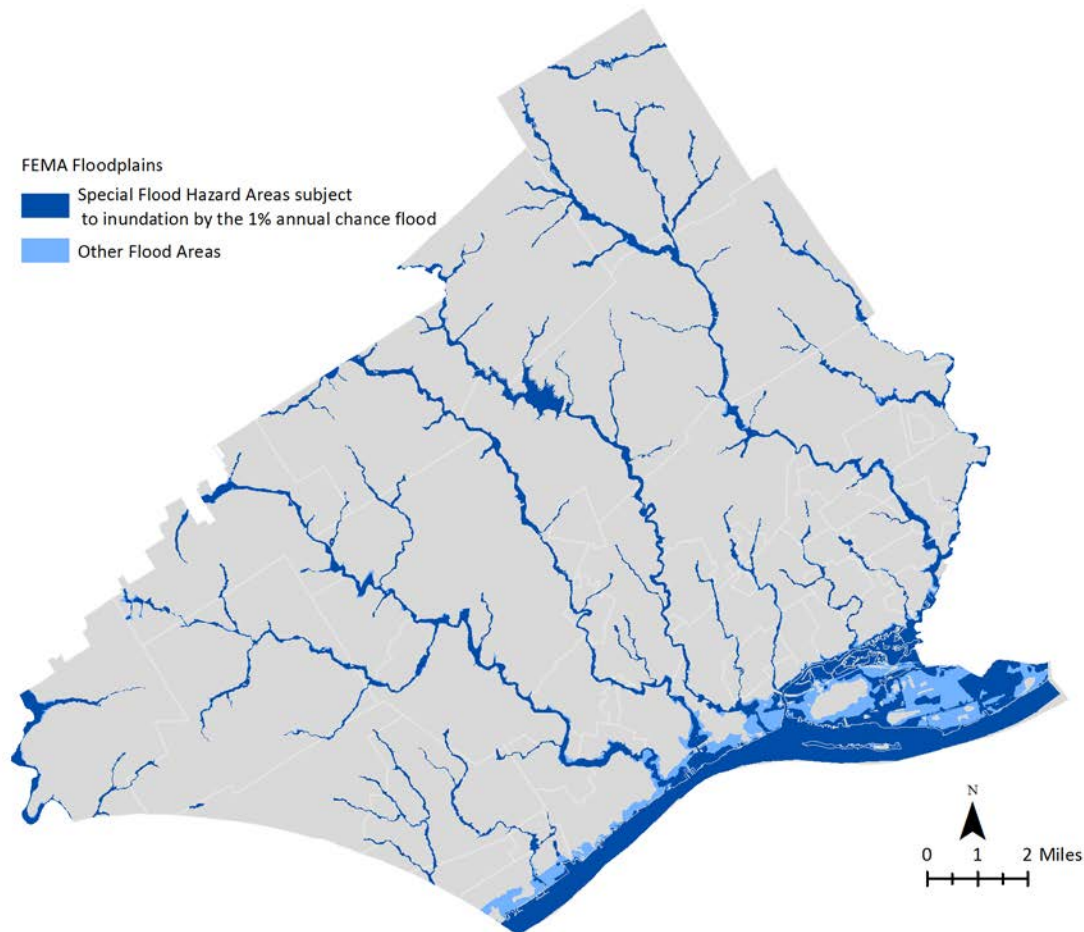 FEMA Floodplains
Special Flood Hazard Areas subject
to inundation by the 1% annual chance flood
Other Flood Areas
N
0 1 2 Miles